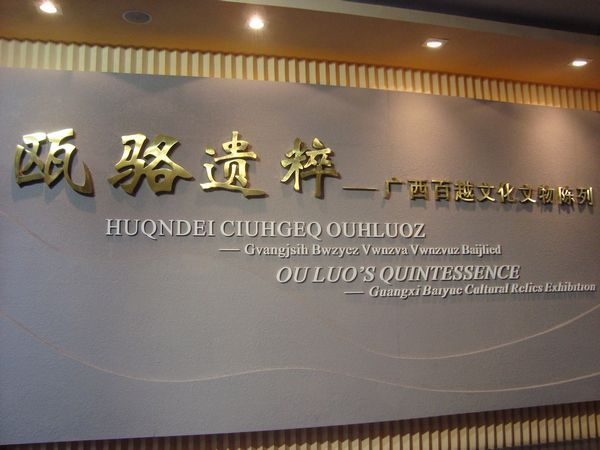 瓯骆遗粹——广西百越文化文物陈列
HUQNDEI CIUHGEQ OUHLUOZ
— Gvangjsih Bwzycz Vwnzva Vwnzvuz Baijlied
OU LUO'S QUINTESSENCE
— Guangxi Baiyue Cultural Relics Exhibition